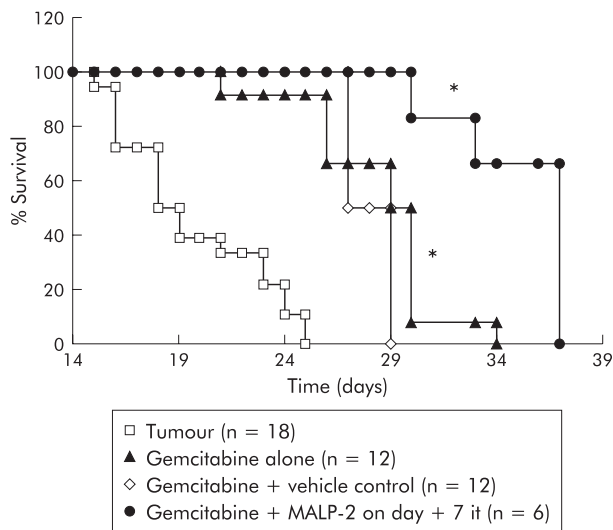 120
100
80
60
40
20
0
% Survival
*
*
14 19 24 29 34 39
Time (days)
Tumour (n = 18)
Gemcitabine alone (n = 12)
Gemcitabine + vehicle control (n = 12)
Gemcitabine + MALP-2 on day + 7 it (n = 6)